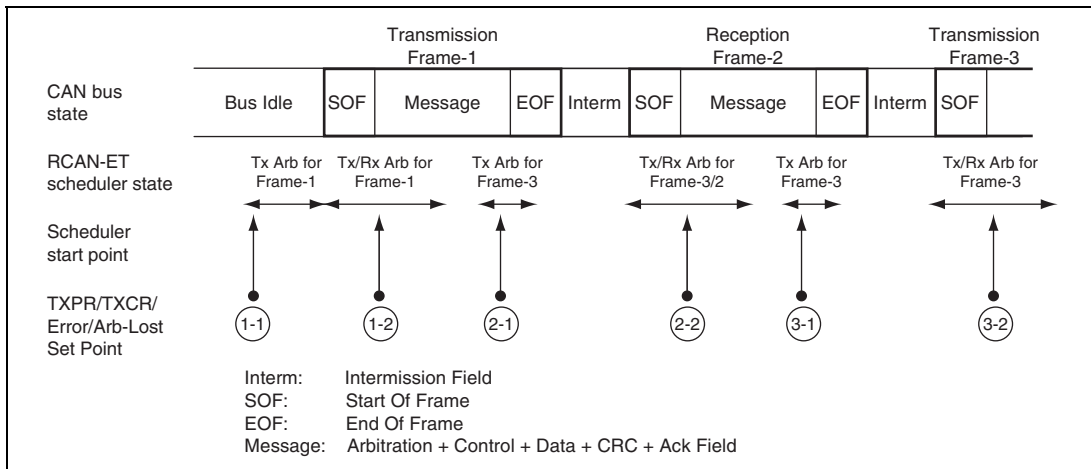 Transmission
Frame-1
Reception
Frame-2
Transmission
Frame-3
CAN bus
state
Bus Idle
SOF
Message
EOF
Interm
SOF
Message
EOF
Interm
SOF
RCAN-ET
scheduler state
Tx Arb for
Frame-1
Tx/Rx Arb for
Frame-1
Tx Arb for
Frame-3
Tx/Rx Arb for
Frame-3/2
Tx Arb for
Frame-3
Tx/Rx Arb for
Frame-3
Scheduler
start point
TXPR/TXCR/
Error/Arb-Lost
Set Point
1-1
1-2
2-1
2-2
3-1
3-2
Interm: Intermission Field
SOF: Start Of Frame
EOF: End Of Frame
Message: Arbitration + Control + Data + CRC + Ack Field